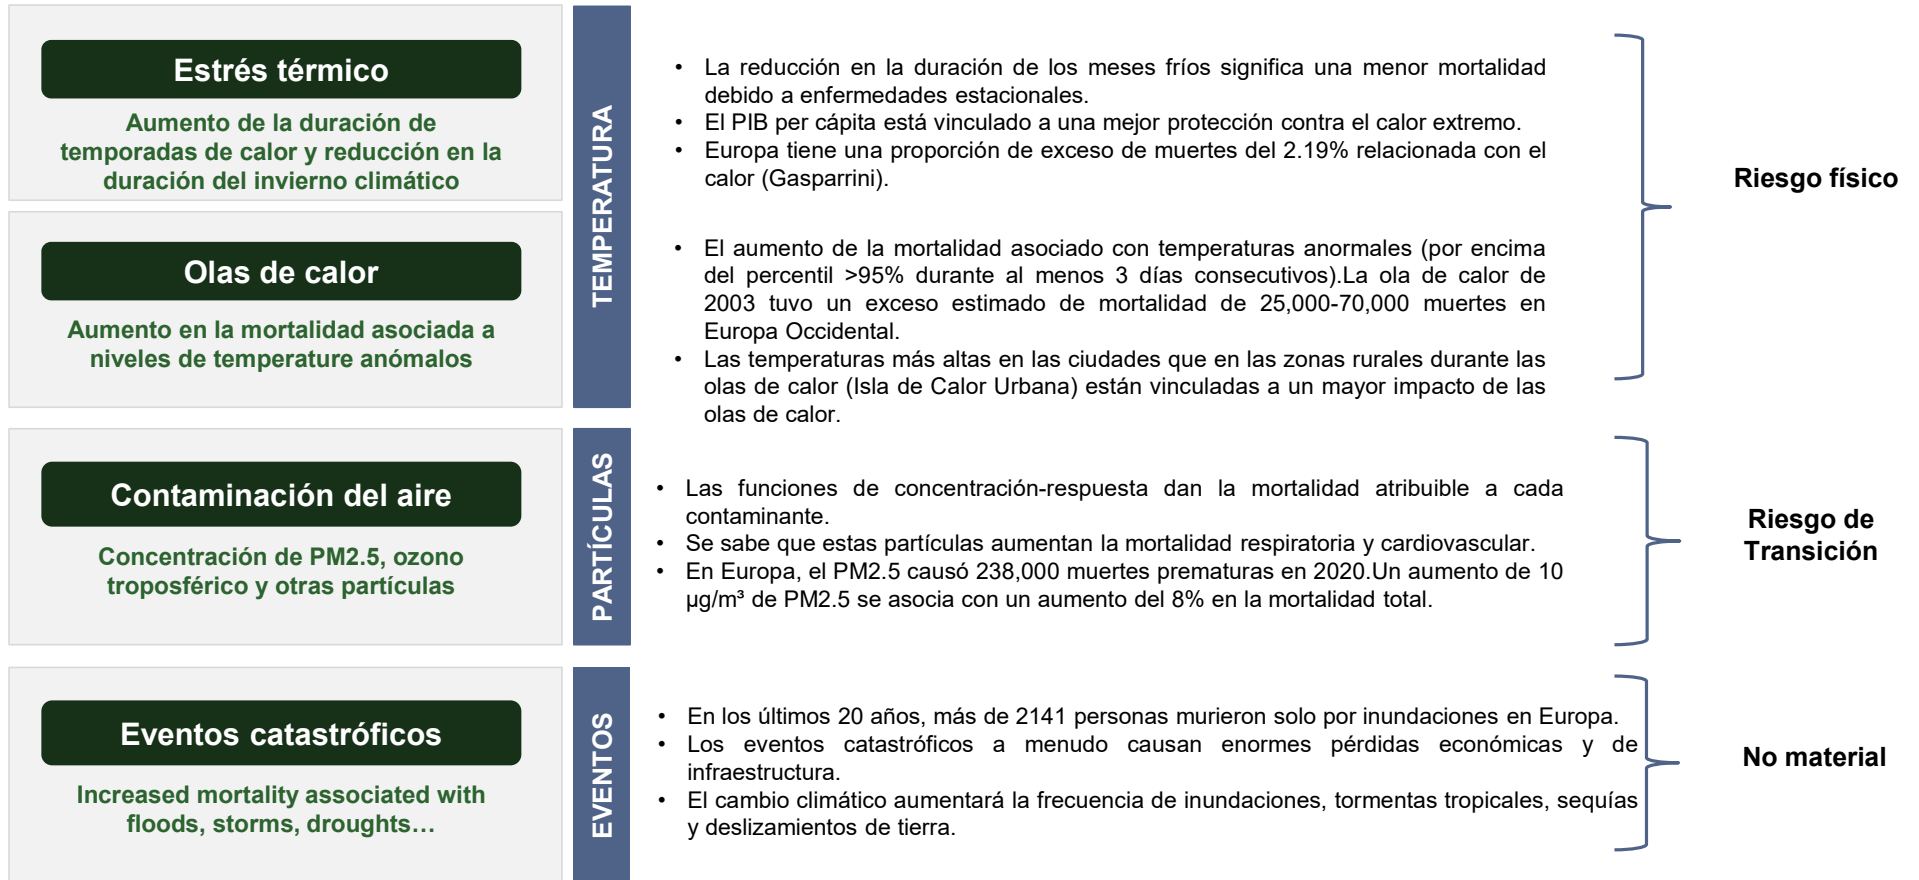 Estrés térmico
Aumento de la duración de
temporadas de calor y reducción en la
duración del invierno climático
Olas de calor
Aumento en la mortalidad asociada a
niveles de temperature anómalos
TEMPERATURA
• La reducción en la duración de los meses fríos significa una menor mortalidad
debido a enfermedades estacionales.
• El PIB per cápita está vinculado a una mejor protección contra el calor extremo.
• Europa tiene una proporción de exceso de muertes del 2.19% relacionada con el
calor (Gasparrini).
• El aumento de la mortalidad asociado con temperaturas anormales (por encima
del percentil >95% durante al menos 3 días consecutivos).La ola de calor de
2003 tuvo un exceso estimado de mortalidad de 25,000-70,000 muertes en
Europa Occidental.
• Las temperaturas más altas en las ciudades que en las zonas rurales durante las
olas de calor (Isla de Calor Urbana) están vinculadas a un mayor impacto de las
olas de calor.
Riesgo físico
Contaminación del aire
Concentración de PM2.5, ozono
troposférico y otras partículas
PARTÍCULAS
• Las funciones de concentración-respuesta dan la mortalidad atribuible a cada
contaminante.
• Se sabe que estas partículas aumentan la mortalidad respiratoria y cardiovascular.
• En Europa, el PM2.5 causó 238,000 muertes prematuras en 2020.Un aumento de 10
µg/m³ de PM2.5 se asocia con un aumento del 8% en la mortalidad total.
Riesgo de
Transición
Eventos catastróficos
Increased mortality associated with
floods, storms, droughts…
EVENTOS
• En los últimos 20 años, más de 2141 personas murieron solo por inundaciones en Europa.
• Los eventos catastróficos a menudo causan enormes pérdidas económicas y de
infraestructura.
• El cambio climático aumentará la frecuencia de inundaciones, tormentas tropicales, sequías
y deslizamientos de tierra.
No material